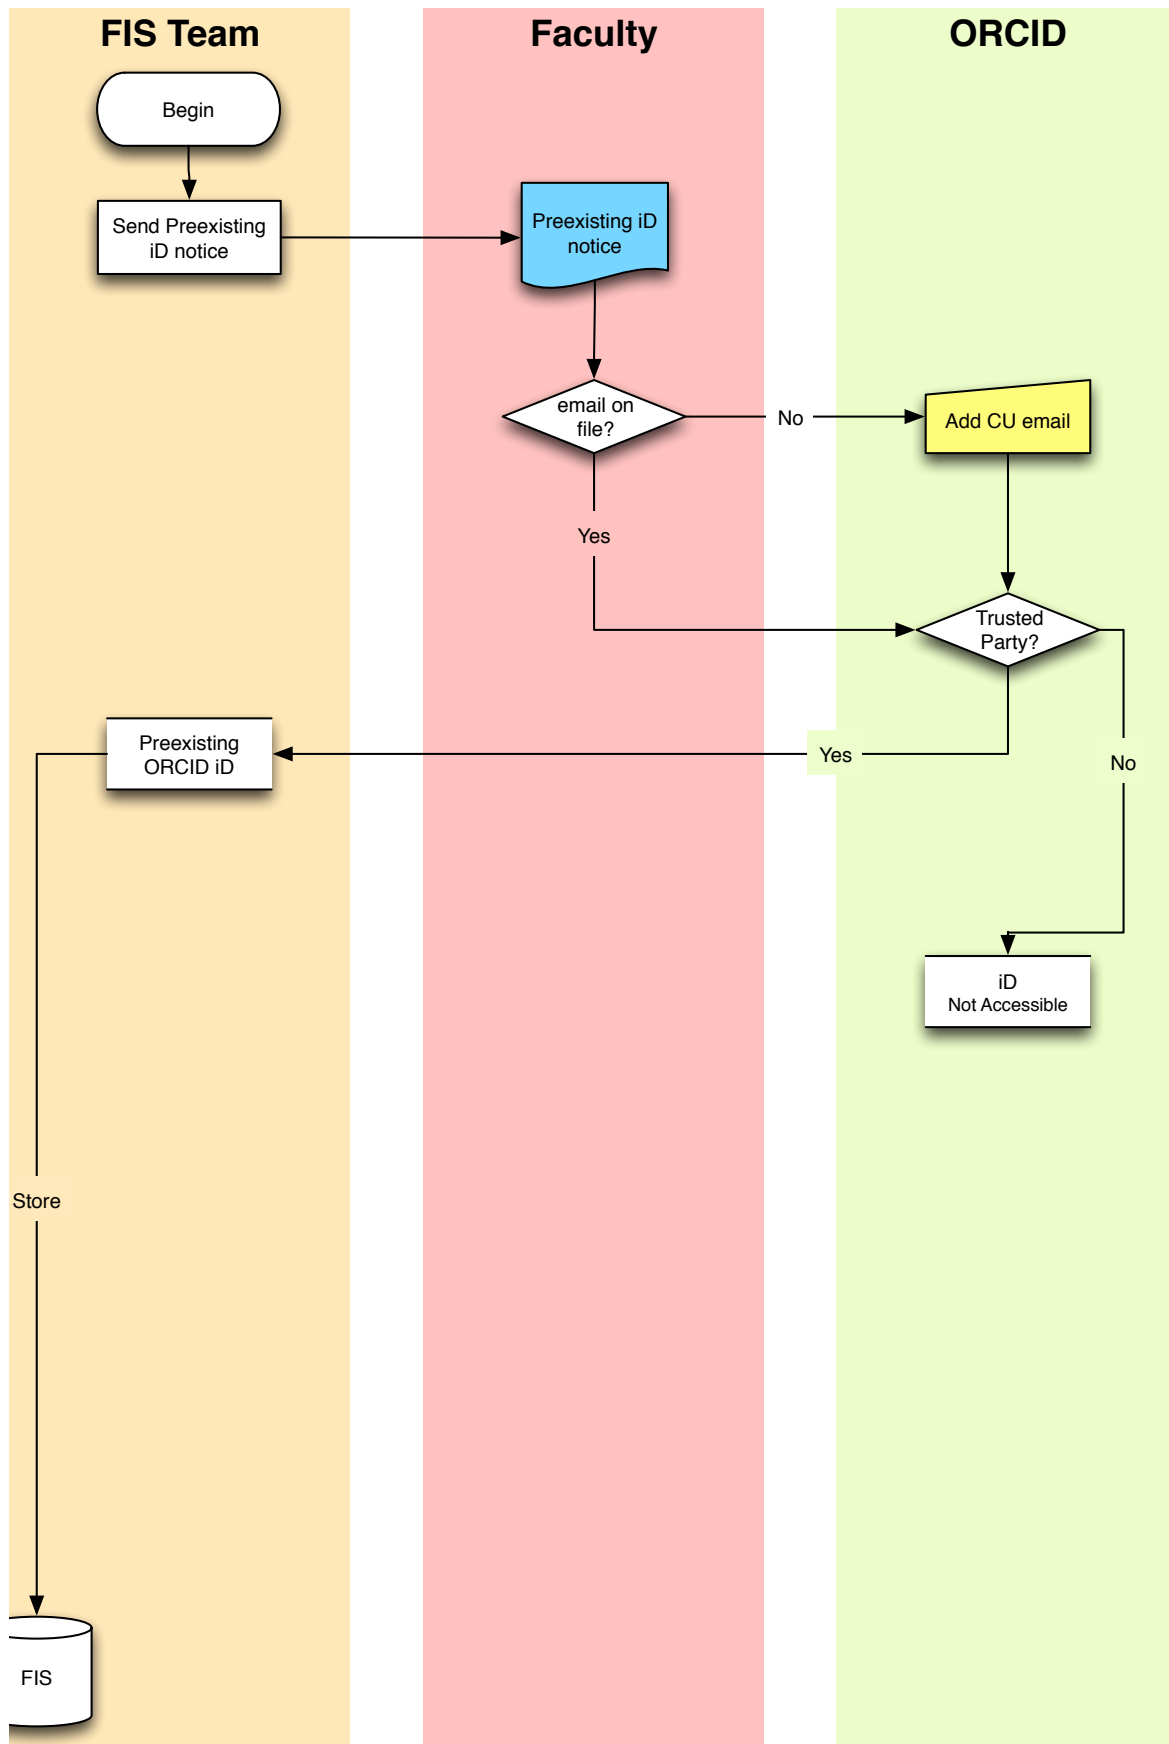 FIS Team
Faculty
ORCID
Begin
Send Preexisting
iD notice
Preexisting iD
notice
email on
file?
No
Add CU email
Yes
Trusted
Party?
Preexisting
ORCID iD
Yes
No
iD
Not Accessible
Store
FIS